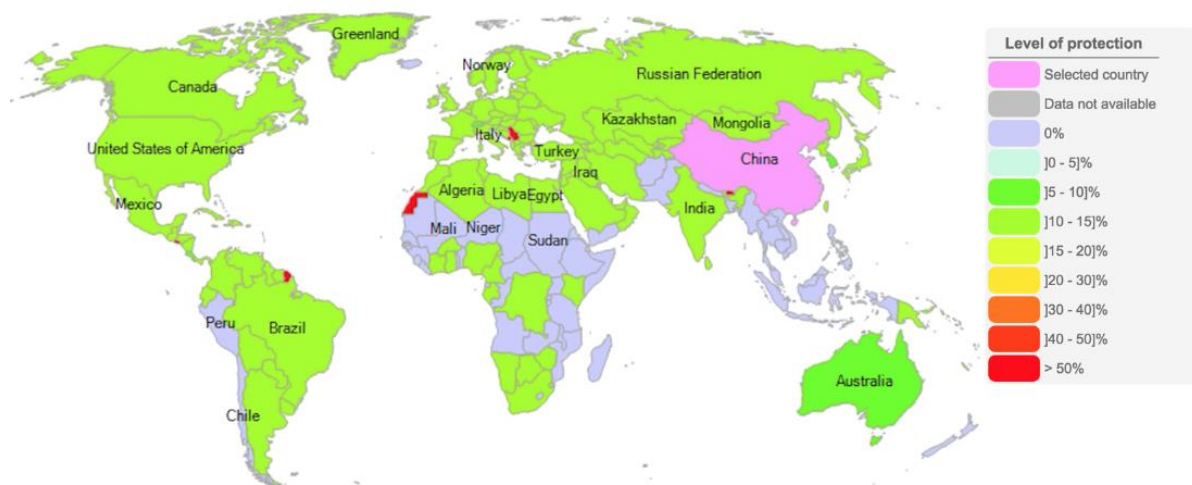 Greenland
Norway
Russian Federation
Canada
Kazakhstan
Mongolia
Italy
Turkey
United States of America
China
Iraq
Algeria
Libya
Egypt
Mexico
India
Mali
Niger
Sudan
Peru
Brazil
Australia
Chile
Level of protection
Selected country
Data not available
0%
]0 - 5]%
]5 - 10]%
]10 - 15]%
]15 - 20]%
]20 - 30]%
]30 - 40]%
]40 - 50]%
> 50%